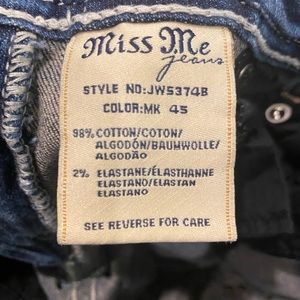 Miss Me
jeans
STYLE NO:JW5374B
COLOR:MK 45
98% COTTON/COTON/
ALGODÓN/BAUMWOLLE/
ALGODÃO
2% ELASTANE/ÉLASTHANNE
ELASTANO/ELASTAN
ELASTANO
SEE REVERSE FOR CARE